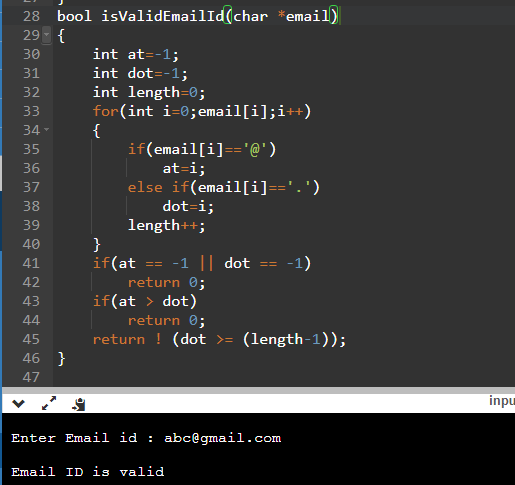 28 bool isValidEmailId(char *email)
29 {
30 int at=-1;
31 int dot=-1;
32 int length=0;
33 for(int i=0;email[i];i++)
34 {
35 if(email[i]=='@')
36 at=i;
37 else if(email[i]=='.')
38 dot=i;
39 length++;
40 }
41 if(at == -1 || dot == -1)
42 return 0;
43 if(at > dot)
44 return 0;
45 return ! (dot >= (length-1));
46 }
47
inpu
Enter Email id : abc@gmail.com
Email ID is valid